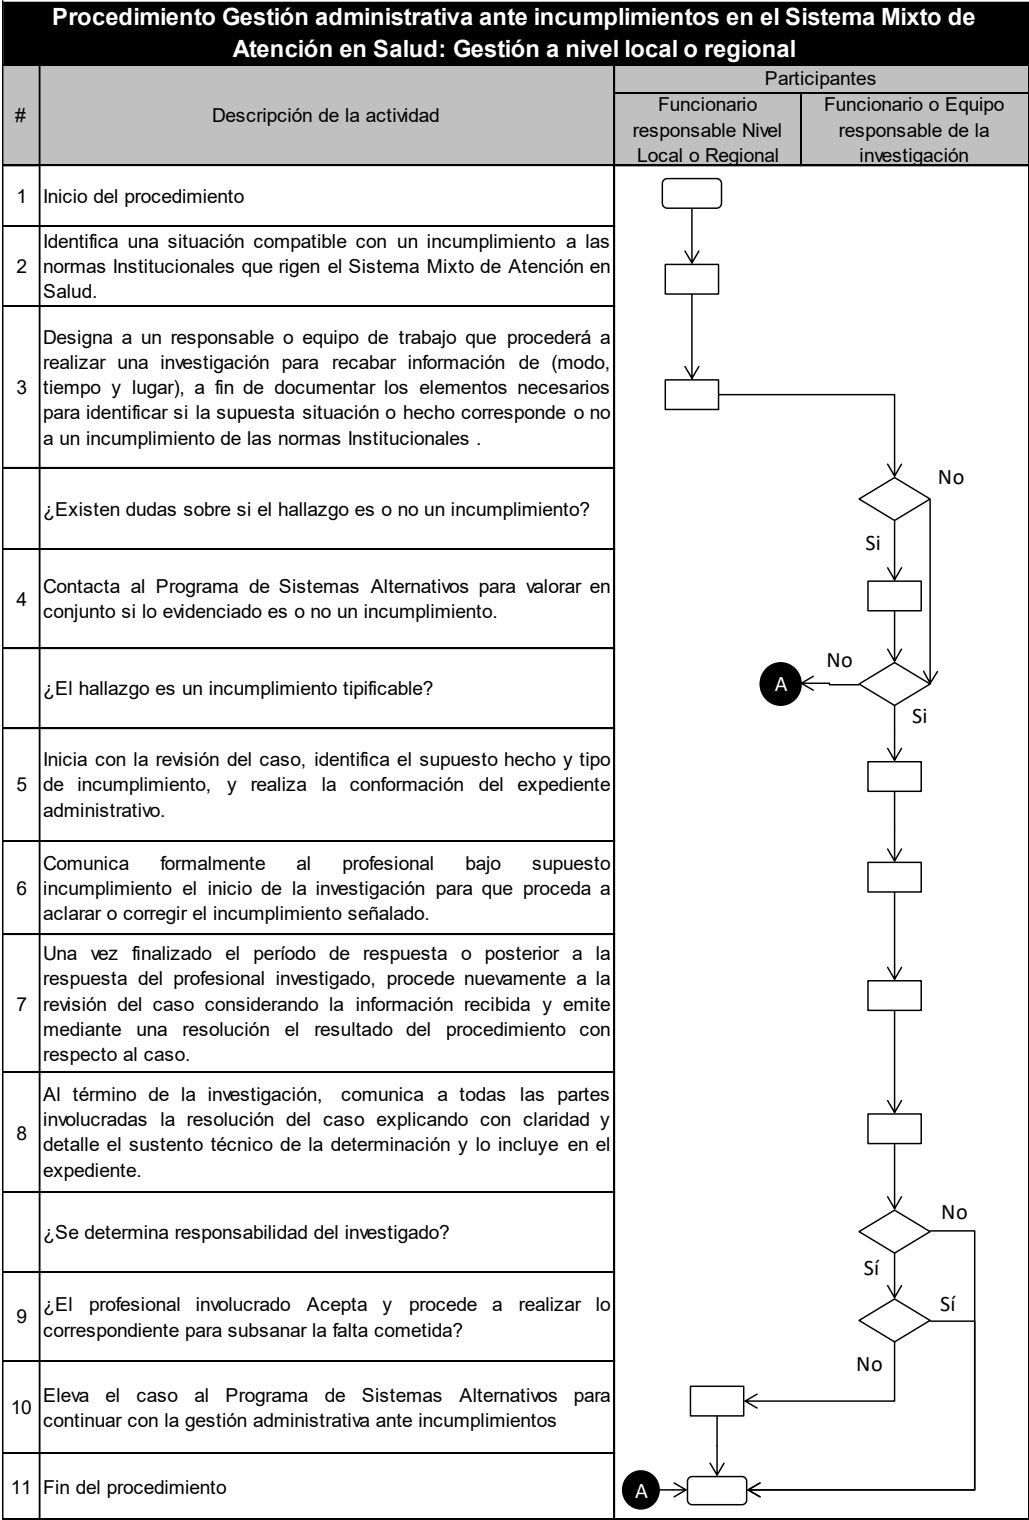 Procedimiento Gestión administrativa ante incumplimientos en el Sistema Mixto de
Atención en Salud: Gestión a nivel local o regional
#
Descripción de la actividad
Participantes
Funcionario
responsable Nivel
Local o Regional
Funcionario o Equipo
responsable de la
investigación
1
Inicio del procedimiento
2
Identifica una situación compatible con un incumplimiento a las
normas Institucionales que rigen el Sistema Mixto de Atención en
Salud.
3
Designa a un responsable o equipo de trabajo que procederá a
realizar una investigación para recabar información de (modo,
tiempo y lugar), a fin de documentar los elementos necesarios
para identificar si la supuesta situación o hecho corresponde o no
a un incumplimiento de las normas Institucionales .
¿Existen dudas sobre si el hallazgo es o no un incumplimiento?
No
Si
4
Contacta al Programa de Sistemas Alternativos para valorar en
conjunto si lo evidenciado es o no un incumplimiento.
¿El hallazgo es un incumplimiento tipificable?
No
A
Si
5
Inicia con la revisión del caso, identifica el supuesto hecho y tipo
de incumplimiento, y realiza la conformación del expediente
administrativo.
6
Comunica formalmente al profesional bajo supuesto
incumplimiento el inicio de la investigación para que proceda a
aclarar o corregir el incumplimiento señalado.
7
Una vez finalizado el período de respuesta o posterior a la
respuesta del profesional investigado, procede nuevamente a la
revisión del caso considerando la información recibida y emite
mediante una resolución el resultado del procedimiento con
respecto al caso.
8
Al término de la investigación, comunica a todas las partes
involucradas la resolución del caso explicando con claridad y
detalle el sustento técnico de la determinación y lo incluye en el
expediente.
¿Se determina responsabilidad del investigado?
No
Sí
9
¿El profesional involucrado Acepta y procede a realizar lo
correspondiente para subsanar la falta cometida?
Sí
No
10
Eleva el caso al Programa de Sistemas Alternativos para
continuar con la gestión administrativa ante incumplimientos
11
Fin del procedimiento
A